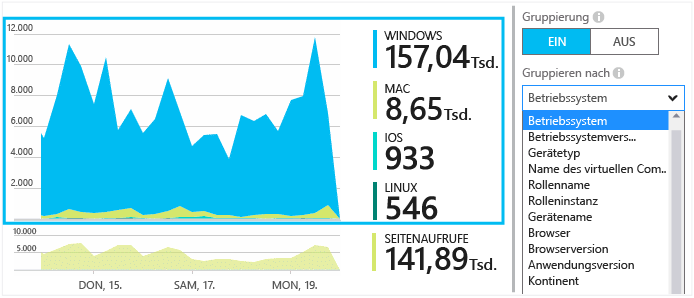 12.000
10.000
8.000
6.000
4.000
2.000
WINDOWS
157,04Tsd.
MAC
8,65Tsd.
IOS
933
LINUX
546
10.000
5.000
SEITENAUFRUFE
141,89Tsd.
DON, 15.
SAM, 17.
MON, 19.
Gruppierung
EIN
AUS
Gruppieren nach
Betriebssystem
Betriebssystem
Betriebssystemvers...
Gerätetyp
Name des virtuellen Com..
Rollenname
Rolleninstanz
Gerätename
Browser
Browserversion
Anwendungsversion
Kontinent